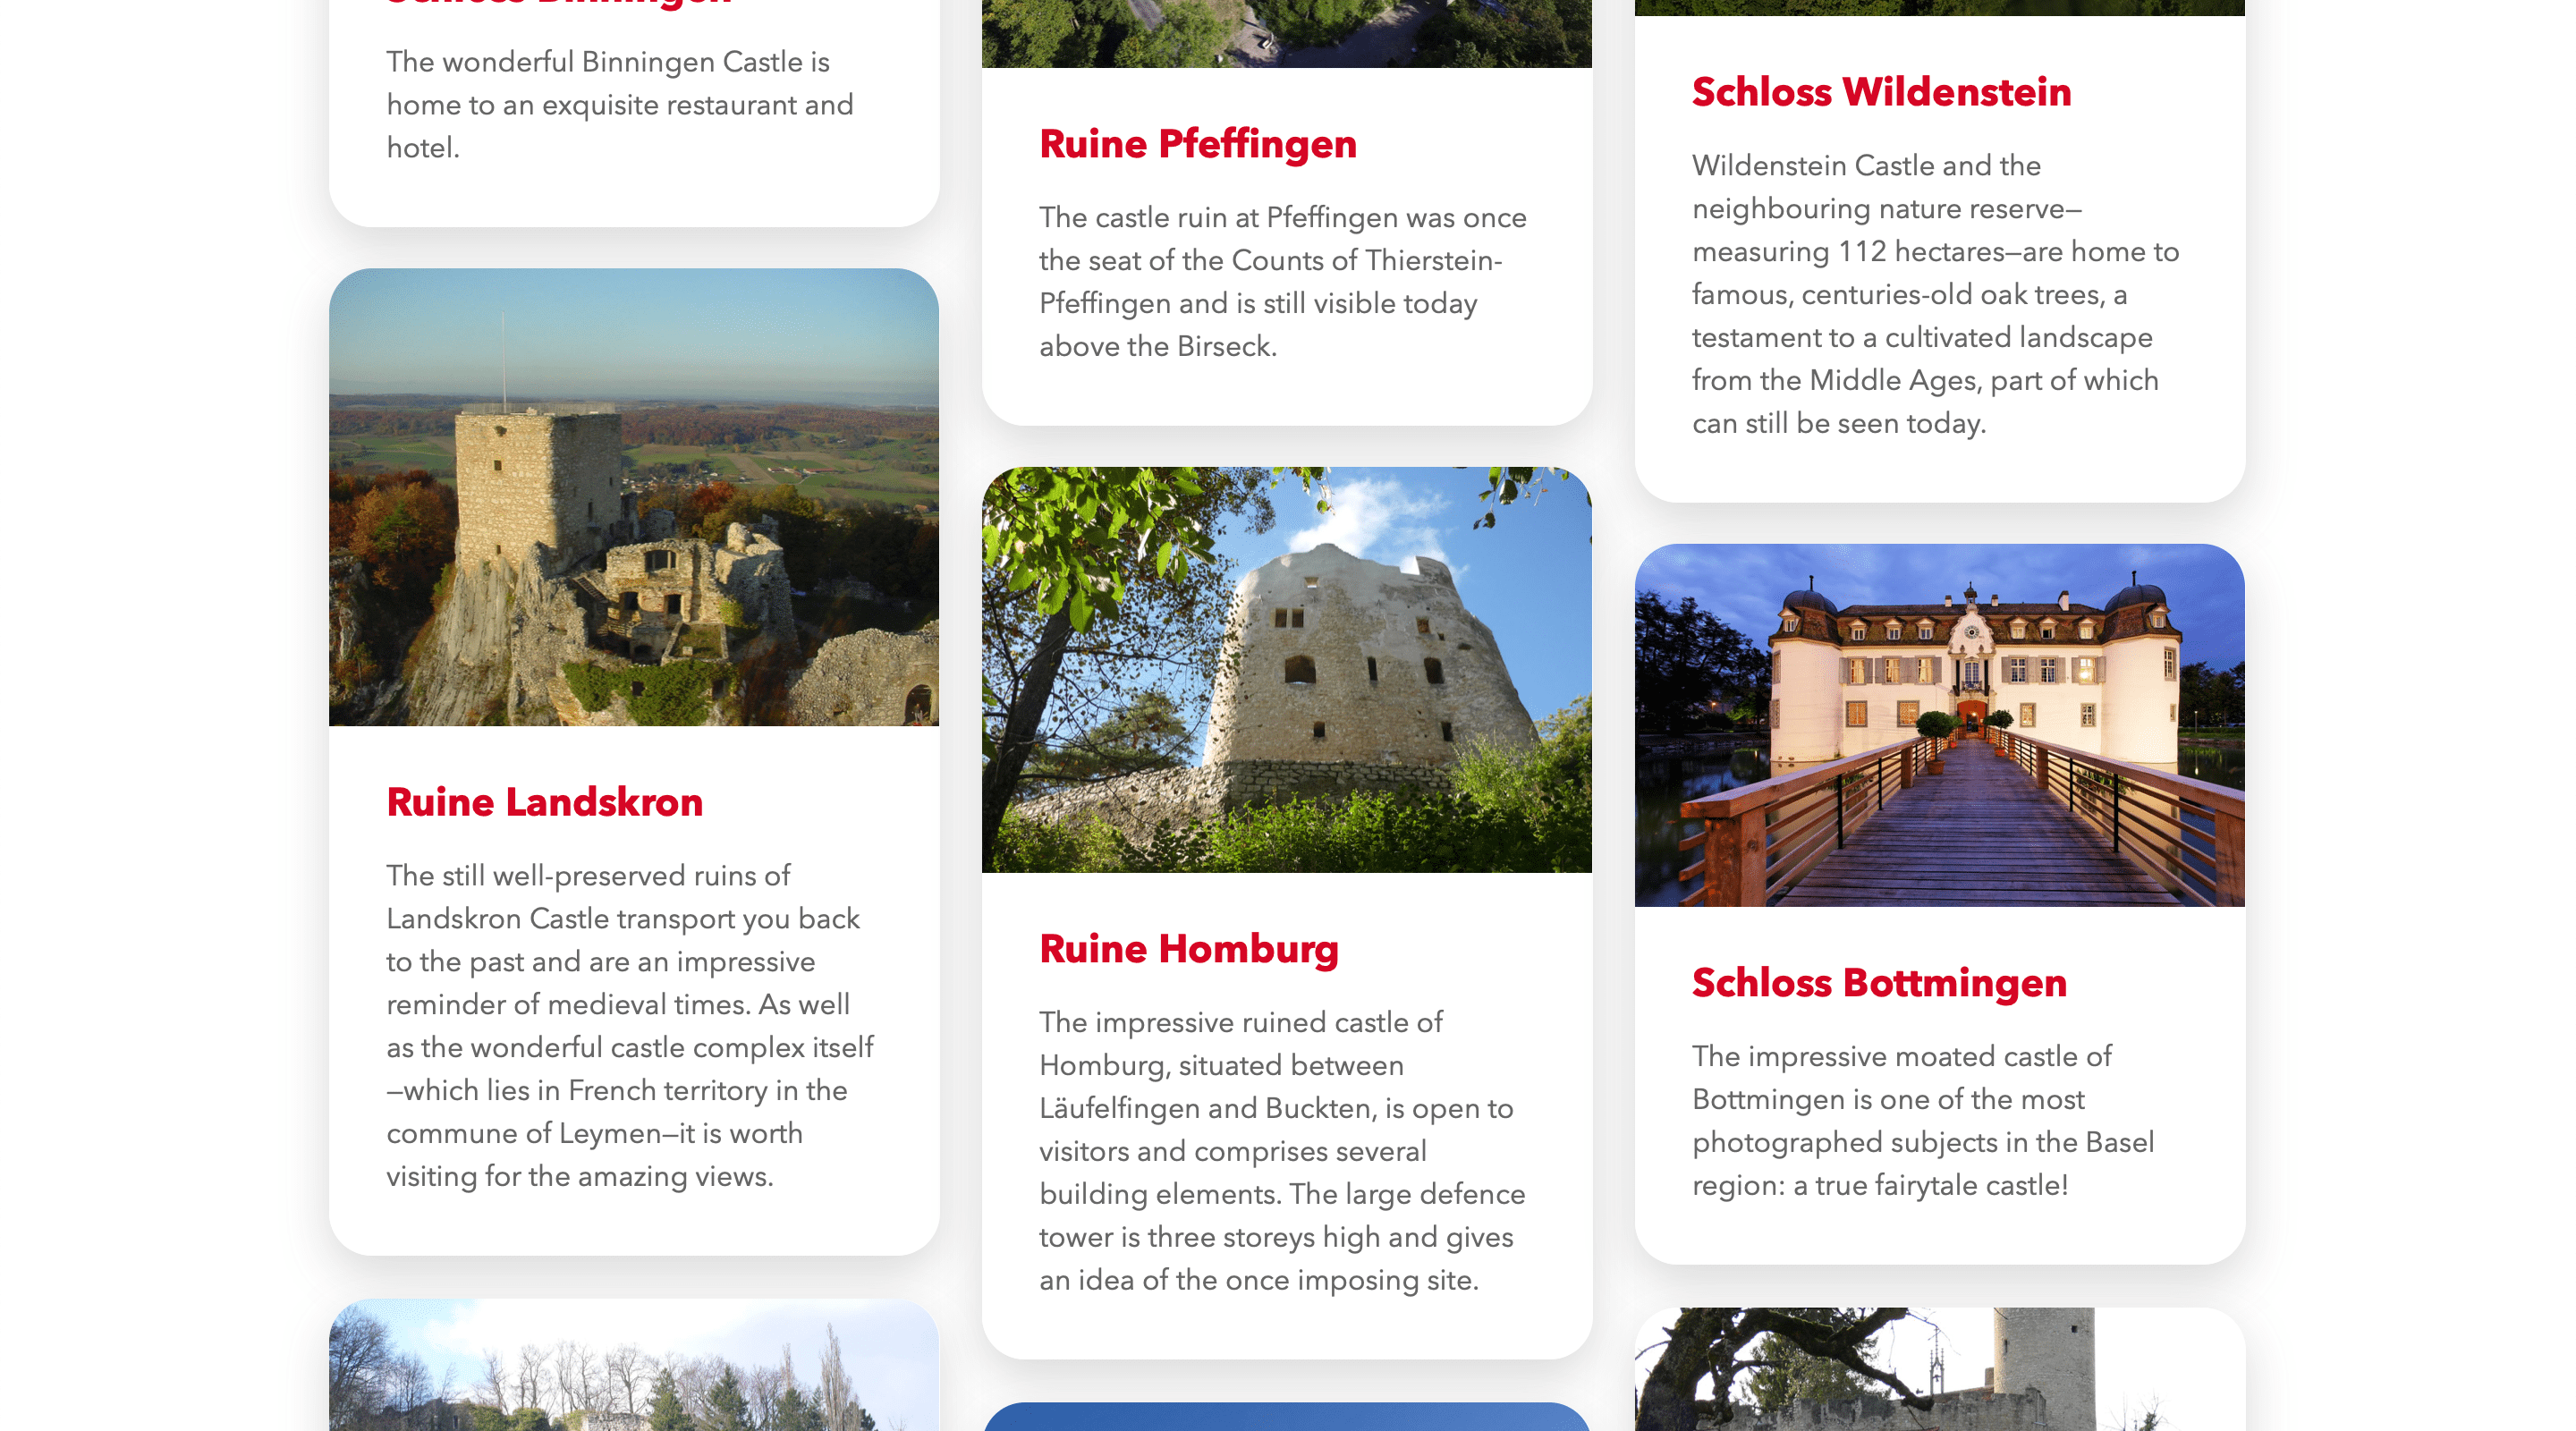 Schloss Binningen
The wonderful Binningen Castle is
home to an exquisite restaurant and
hotel.
Ruine Landskron
The still well-preserved ruins of
Landskron Castle transport you back
to the past and are an impressive
reminder of medieval times. As well
as the wonderful castle complex itself
—which lies in French territory in the
commune of Leymen—it is worth
visiting for the amazing views.
Ruine Pfeffingen
The castle ruin at Pfeffingen was once
the seat of the Counts of Thierstein-
Pfeffingen and is still visible today
above the Birseck.
Ruine Homburg
The impressive ruined castle of
Homburg, situated between
Läufelfingen and Buckten, is open to
visitors and comprises several
building elements. The large defence
tower is three storeys high and gives
an idea of the once imposing site.
Schloss Wildenstein
Wildenstein Castle and the
neighbouring nature reserve—
measuring 112 hectares—are home to
famous, centuries-old oak trees, a
testament to a cultivated landscape
from the Middle Ages, part of which
can still be seen today.
Schloss Bottmingen
The impressive moated castle of
Bottmingen is one of the most
photographed subjects in the Basel
region: a true fairytale castle!